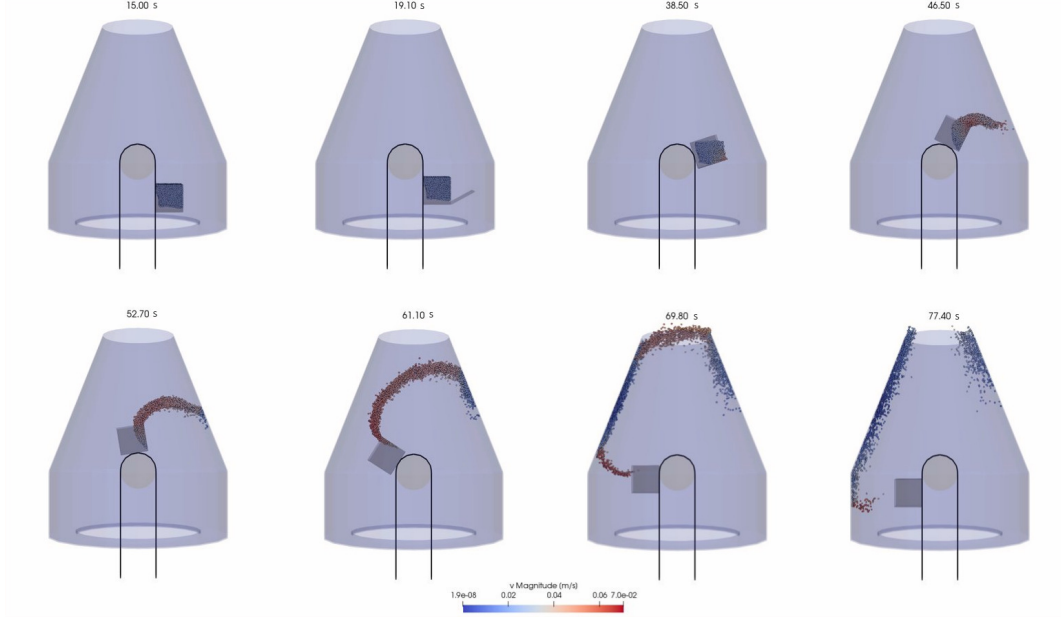 15.00 s
19.10 s
38.50 s
46.50 s
52.70 s
61.10 s
69.80 s
77.40 s
v Magnitude (m/s)
1.9e-08 0.02 0.04 0.06 7.0e-02